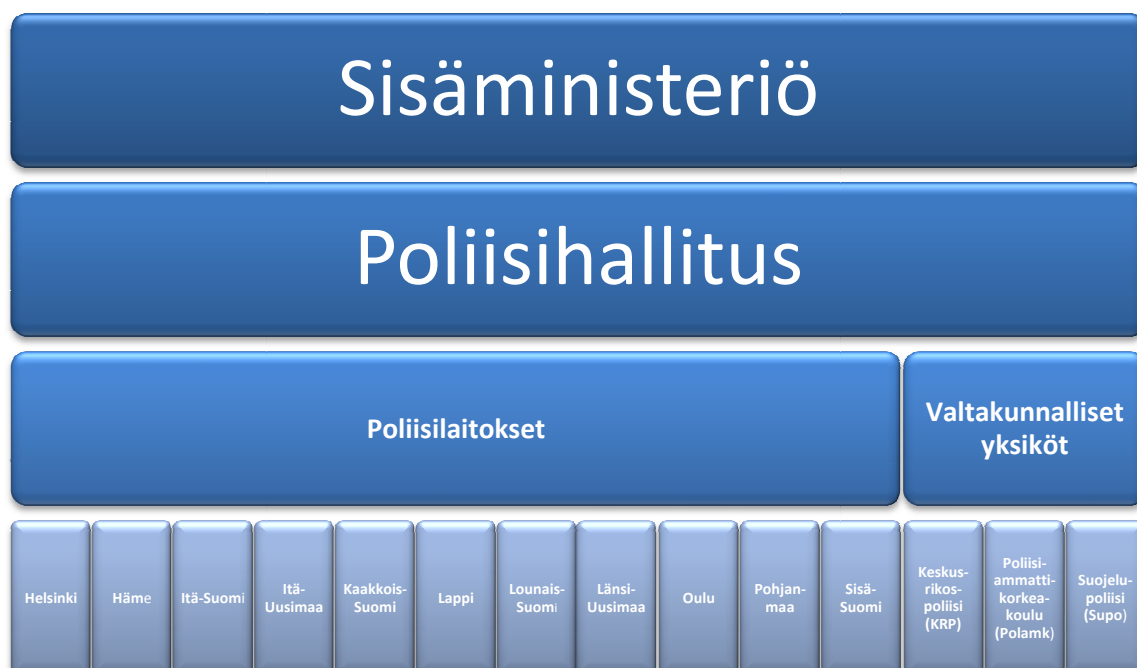 Sisäministeriö
Poliisihallitus
Poliisilaitokset
Valtakunnalliset
yksiköt
Helsinki
Häme
Itä-Suomi
Itä-
Uusimaa
Kaakkois-
Suomi
Lappi
Lounais-
Suomi
Länsi-
Uusimaa
Oulu
Pohjan-
maa
Sisä-
Suomi
Keskus-
rikos-
poliisi
(KRP)
Poliisi-
ammatti-
korkea-
koulu
(Polamk)
Suojelu-
poliisi
(Supo)